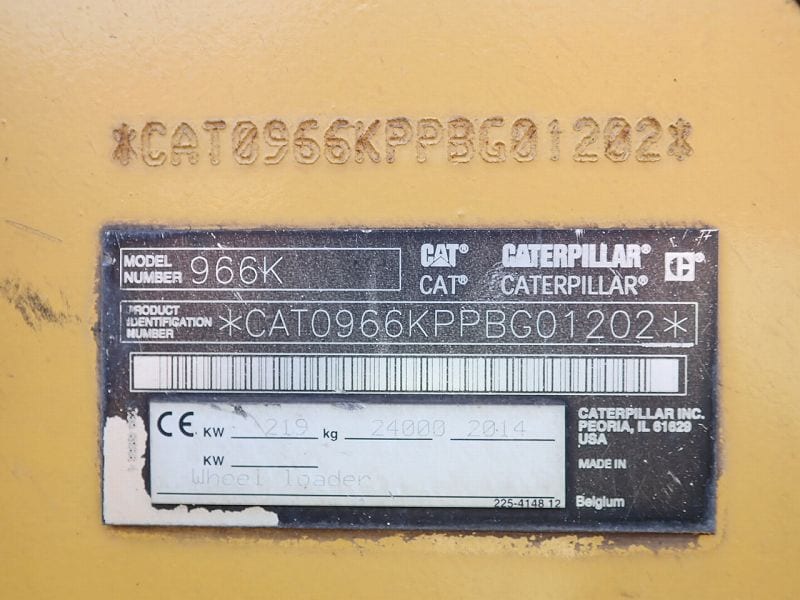 *CAT0966KPPBG01202*
MODEL NUMBER 966K
CAT® CATERPILLAR®
CAT® CATERPILLAR®
PRODUCT IDENTIFICATION NUMBER *CAT0966KPPBG01202*
CE KW 219 kg 24000 2014
KW
Wheel loader
225-4148 12
CATERPILLAR INC.
PEORIA, IL 61629
USA
MADE IN
Belgium